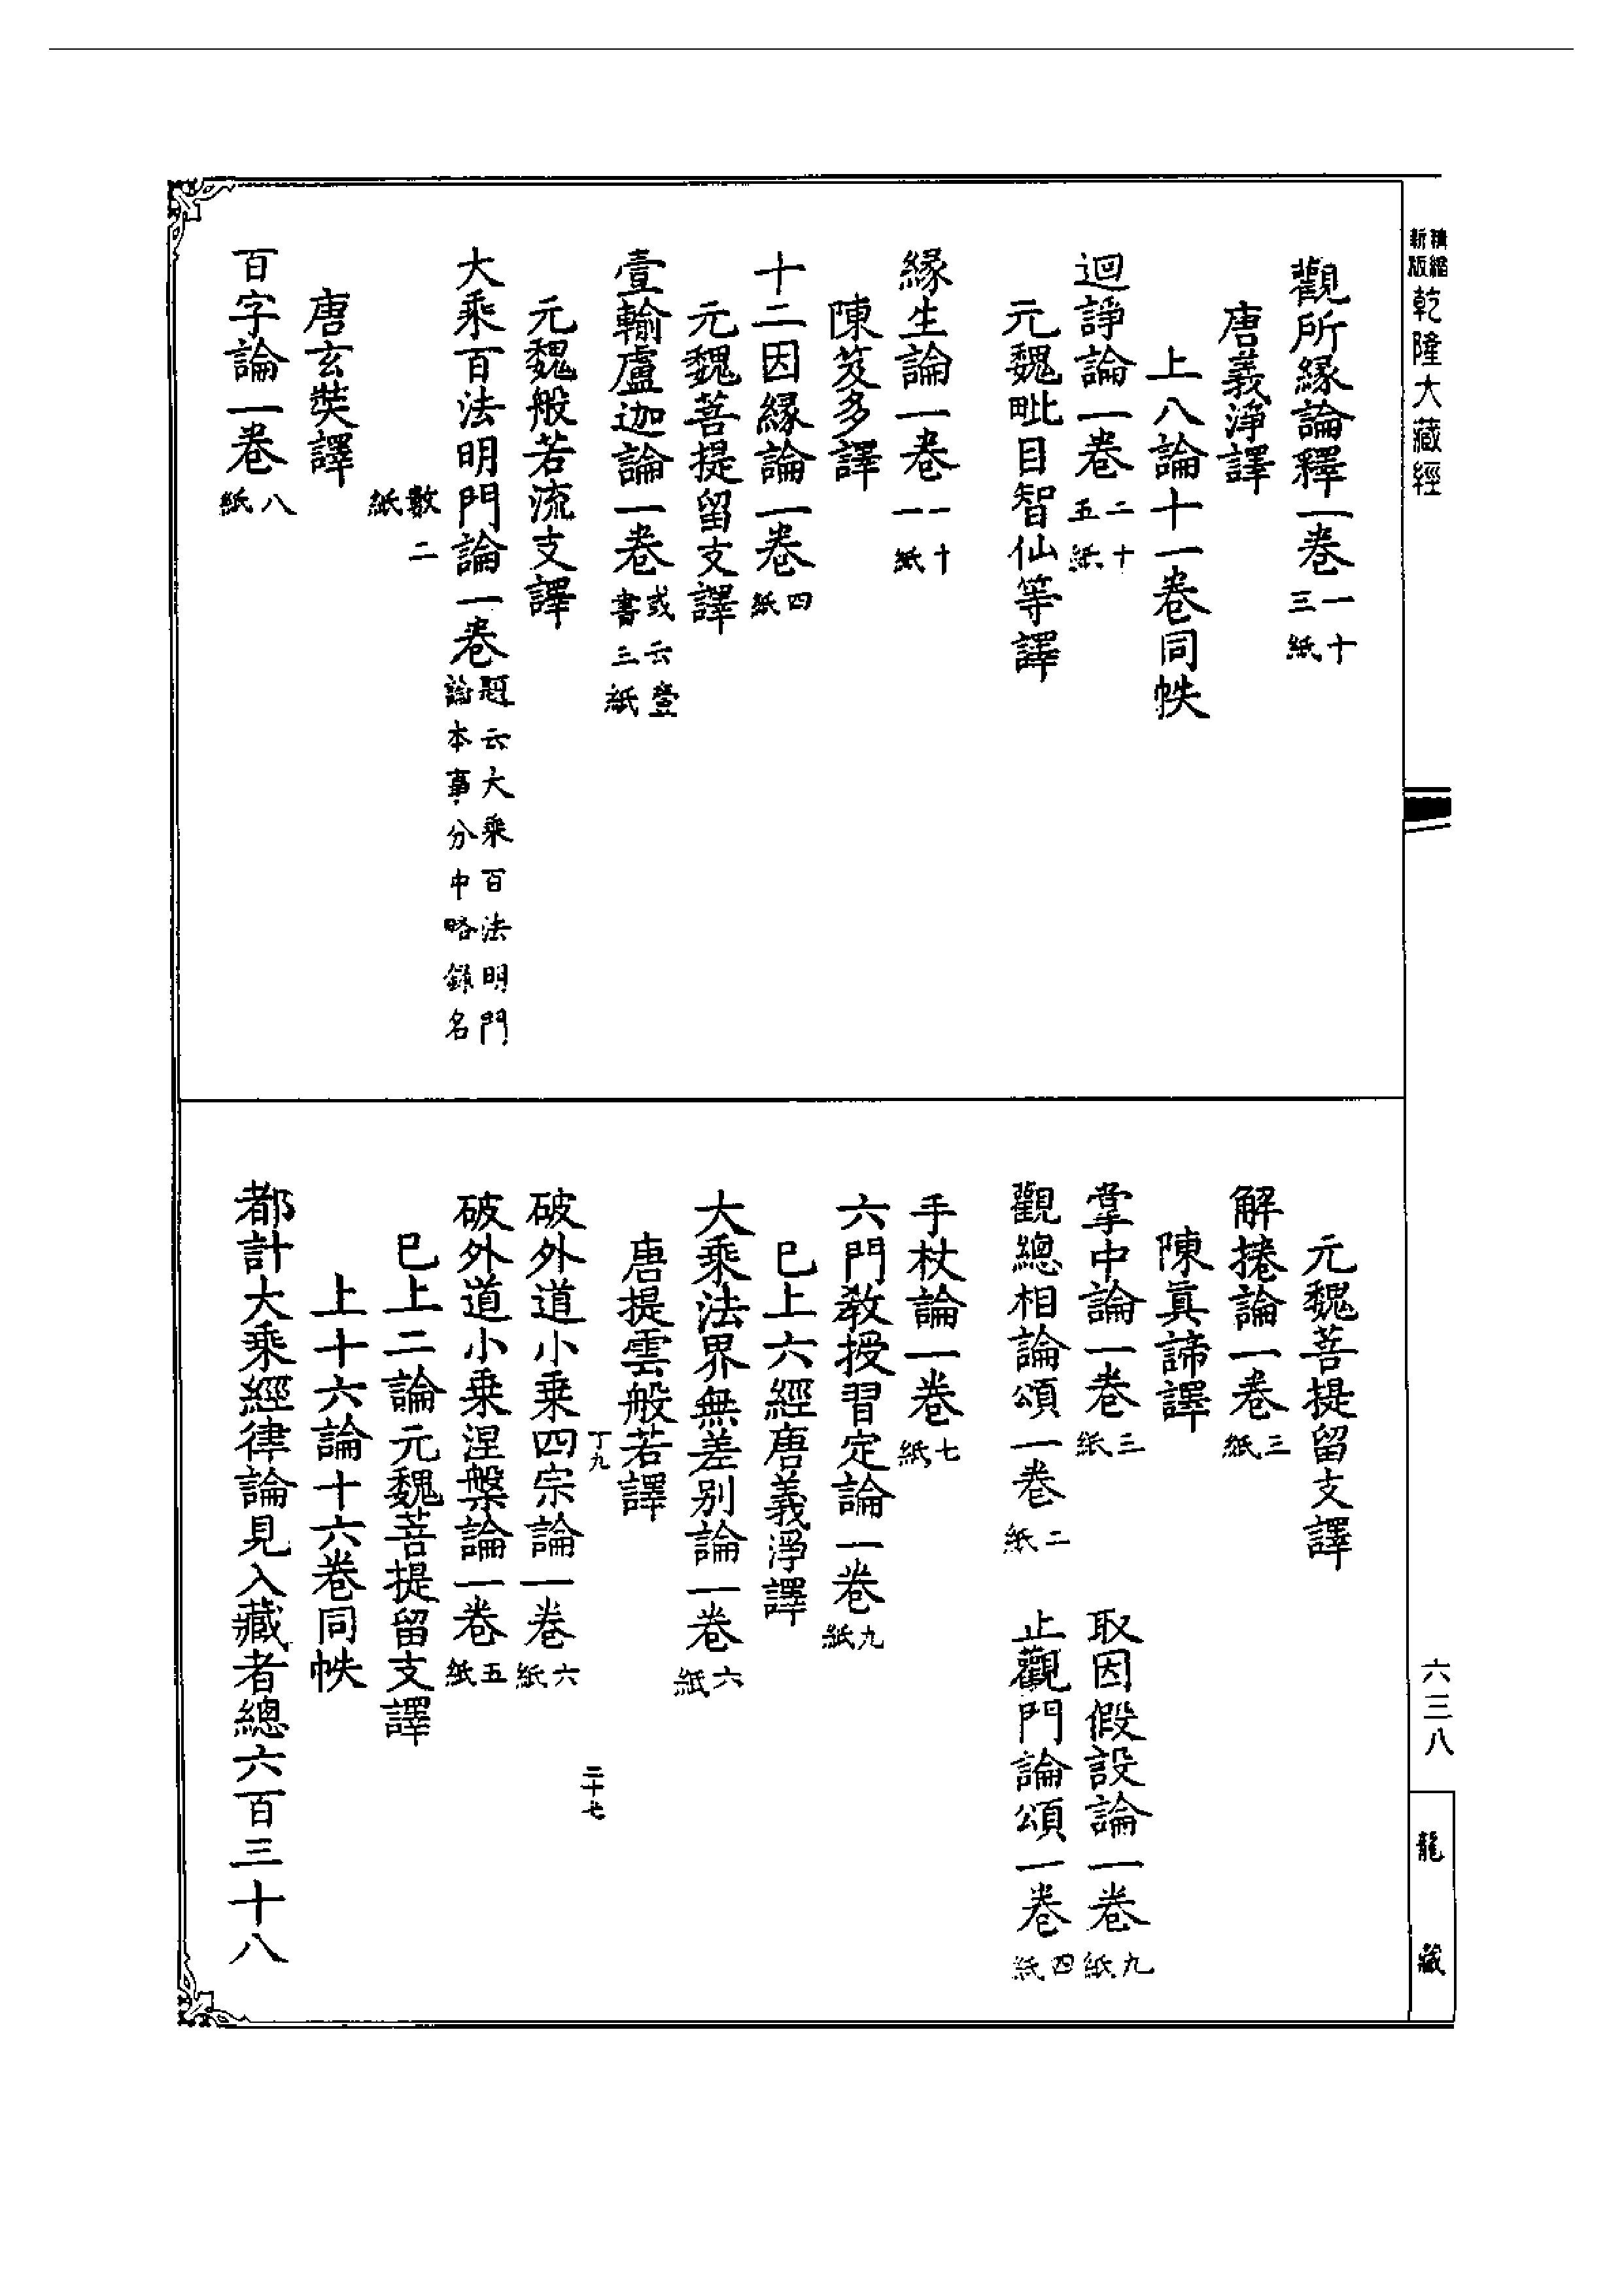 精縮新版乾隆大藏經
觀所緣論釋一卷一十三紙
唐義淨譯
上八論十一卷同帙
迴諍論一卷二十五紙
元魏毗目智仙等譯
緣生論一卷一十一紙
陳笈多譯
十二因緣論一卷四紙
元魏菩提留支譯
壹輸盧迦論一卷或云壹書三紙
元魏般若流支譯
大乘百法明門論一卷題云大乘百法明門論本事分中略錄名
數二紙
唐玄奘譯
百字論一卷八紙
元魏菩提留支譯
解捲論一卷三紙
陳真諦譯
掌中論一卷三紙 取因假設論一卷九紙
觀總相論頌一卷二紙 止觀門論頌一卷四紙
手杖論一卷七紙
六門教授習定論一卷九紙
已上六經唐義淨譯
大乘法界無差別論一卷六紙
唐提雲般若譯
丁九 二十七
破外道小乘四宗論一卷六紙
破外道小乘涅槃論一卷五紙
已上二論元魏菩提留支譯
上十六論十六卷同帙
都計大乘經律論見入藏者總六百三十八
六三八
龍藏